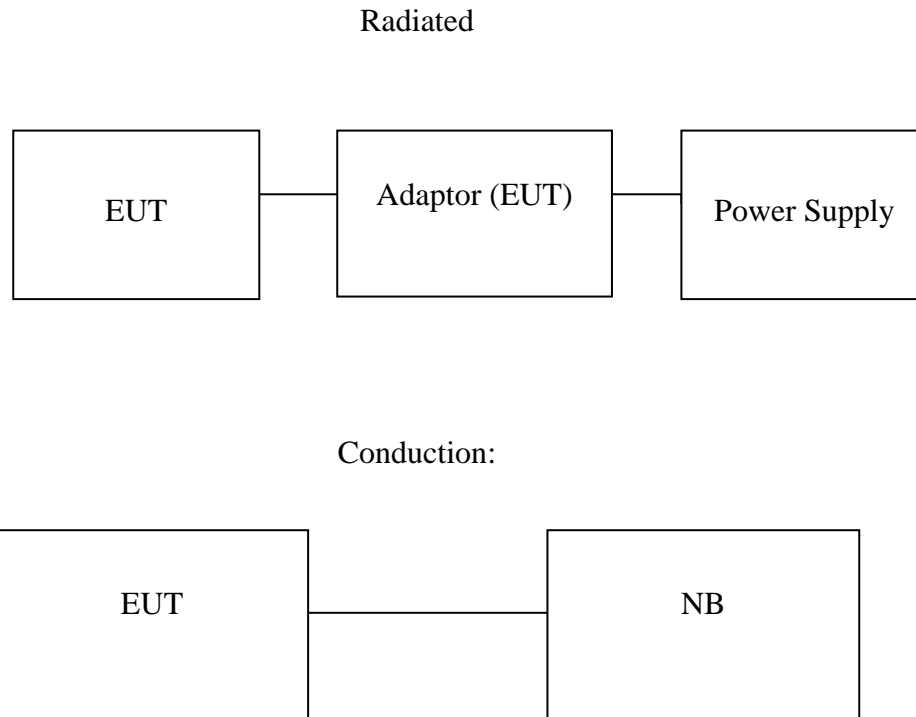 Radiated
EUT
Adaptor (EUT)
Power Supply
Conduction:
EUT
NB